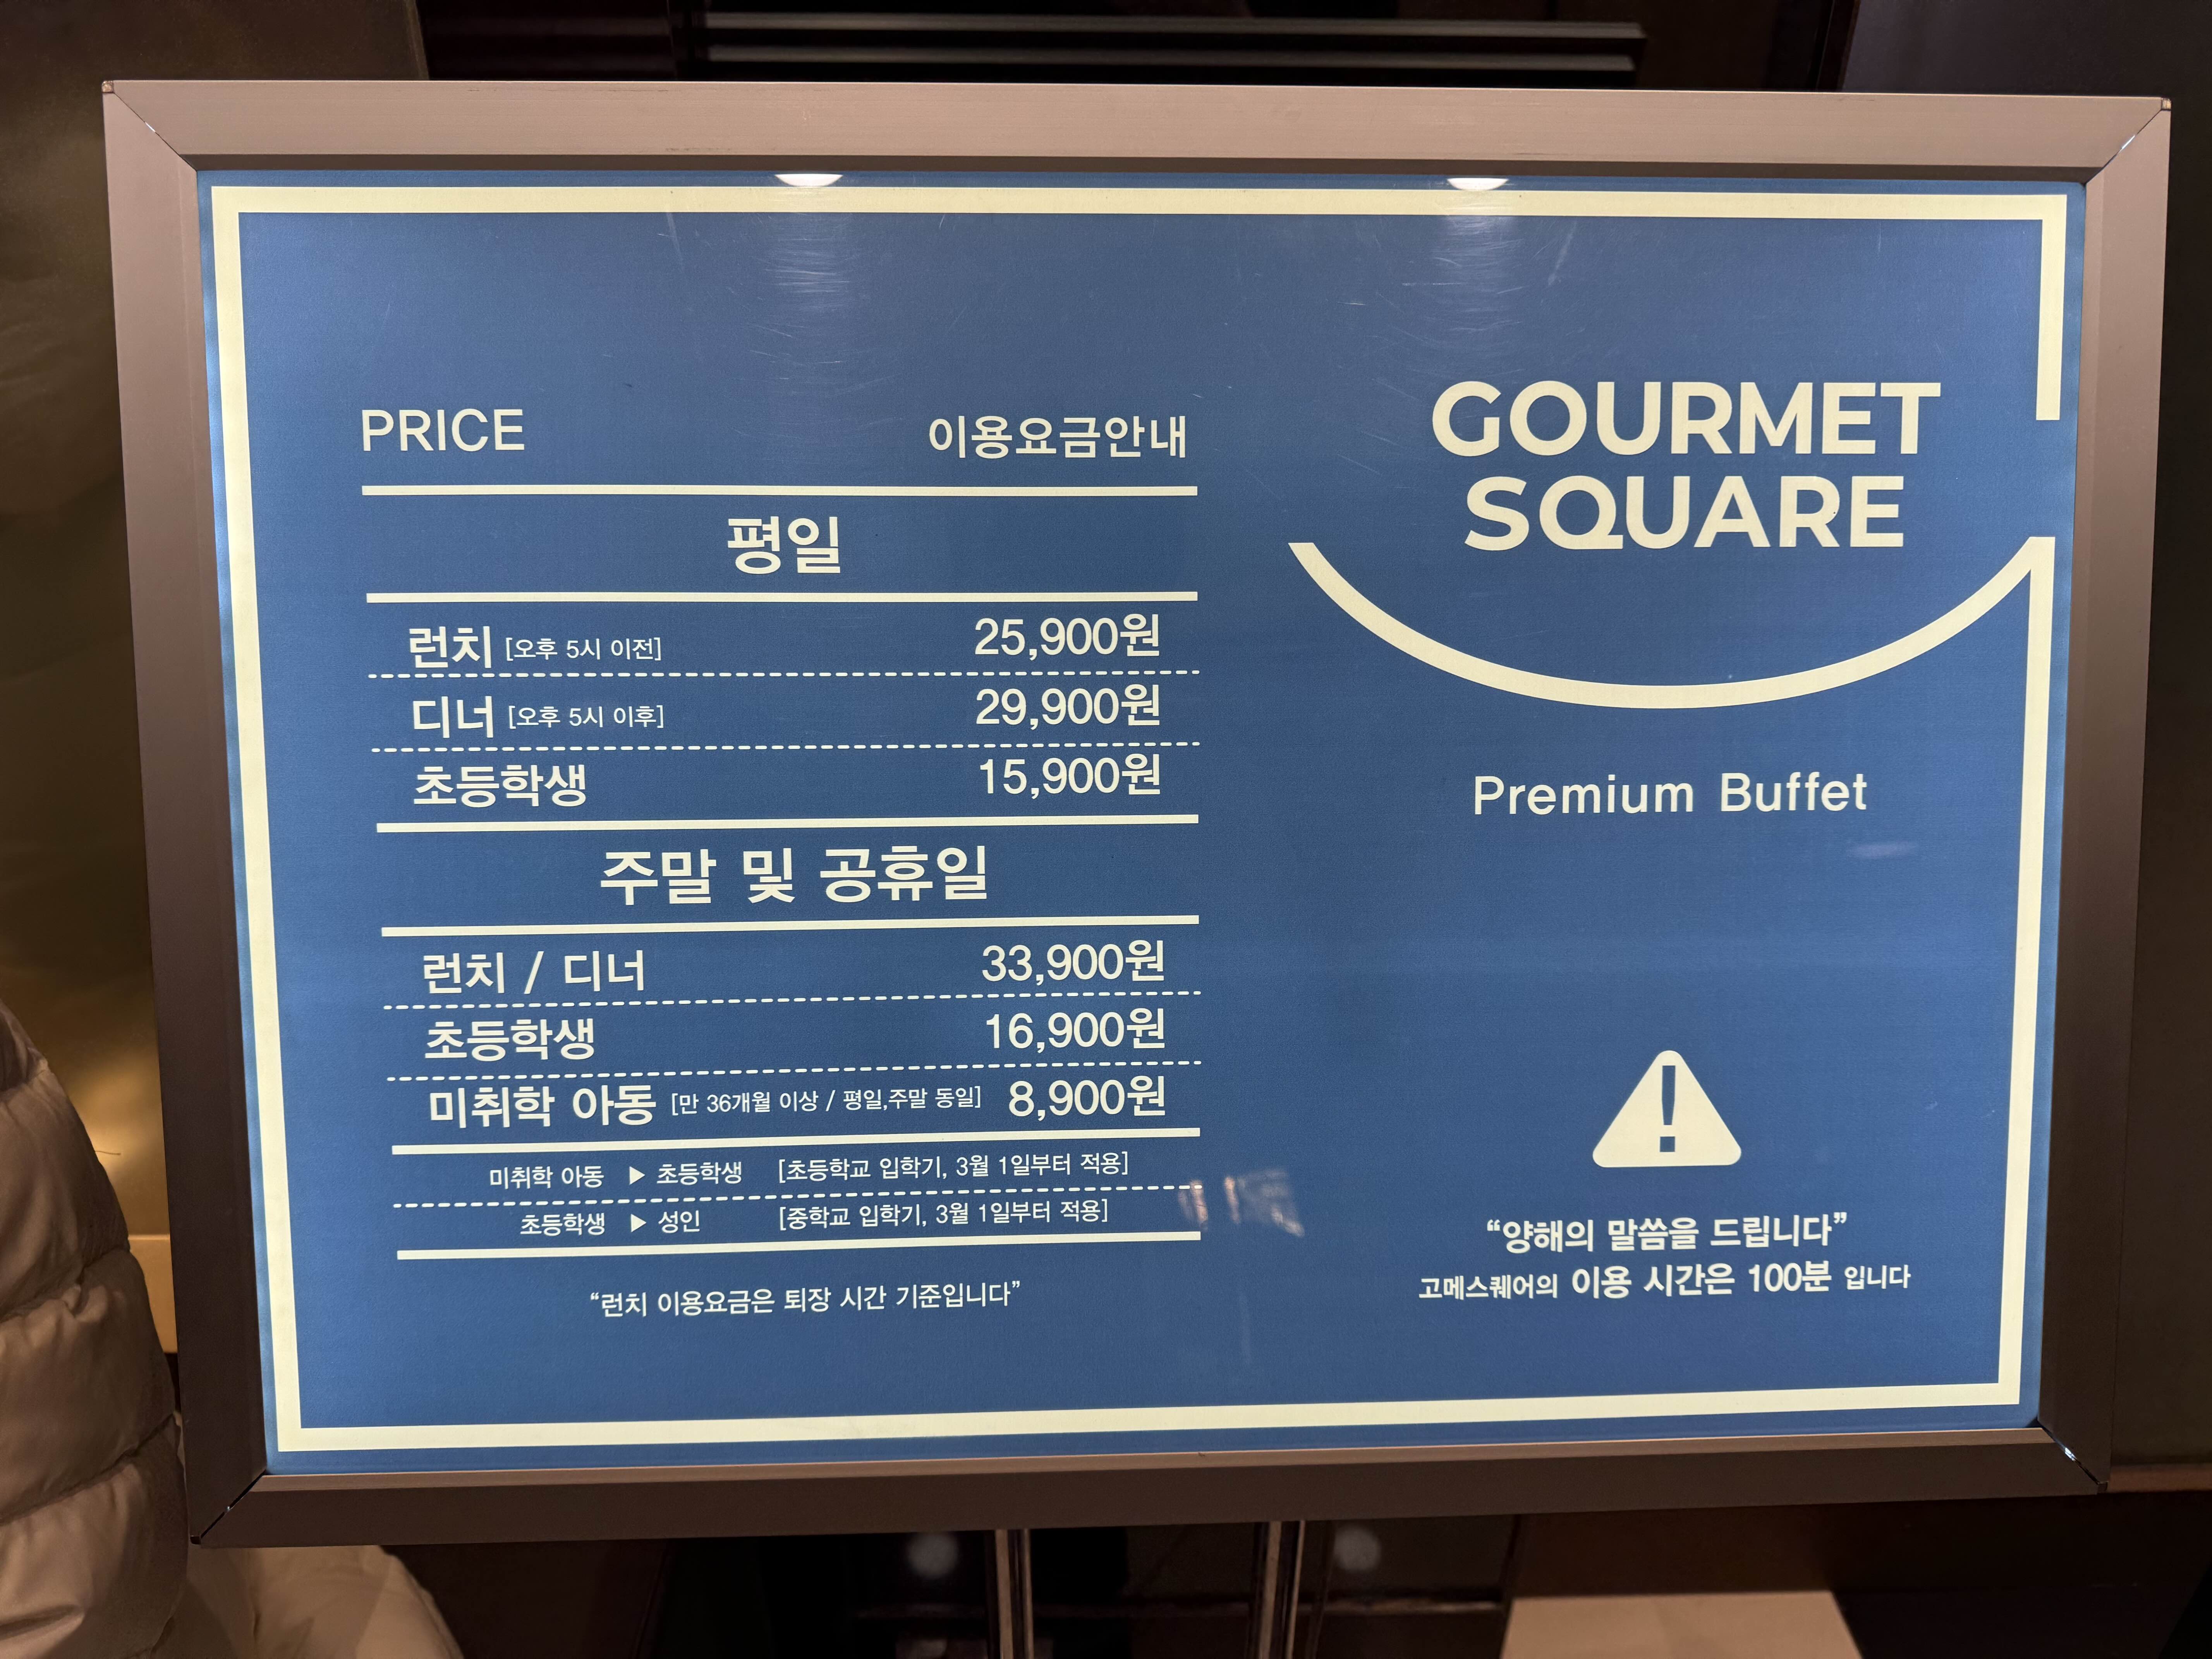 PRICE 이용요금안내
평일
런치 [오후 5시 이전] 25,900원
디너 [오후 5시 이후] 29,900원
초등학생 15,900원
주말 및 공휴일
런치 / 디너 33,900원
초등학생 16,900원
미취학 아동 [만 36개월 이상 / 평일,주말 동일] 8,900원
미취학 아동 ▶ 초등학생 [초등학교 입학기, 3월 1일부터 적용]
초등학생 ▶ 성인 [중학교 입학기, 3월 1일부터 적용]
“런치 이용요금은 퇴장 시간 기준입니다”
GOURMET
SQUARE
Premium Buffet
“양해의 말씀을 드립니다”
고메스퀘어의 이용 시간은 100분 입니다